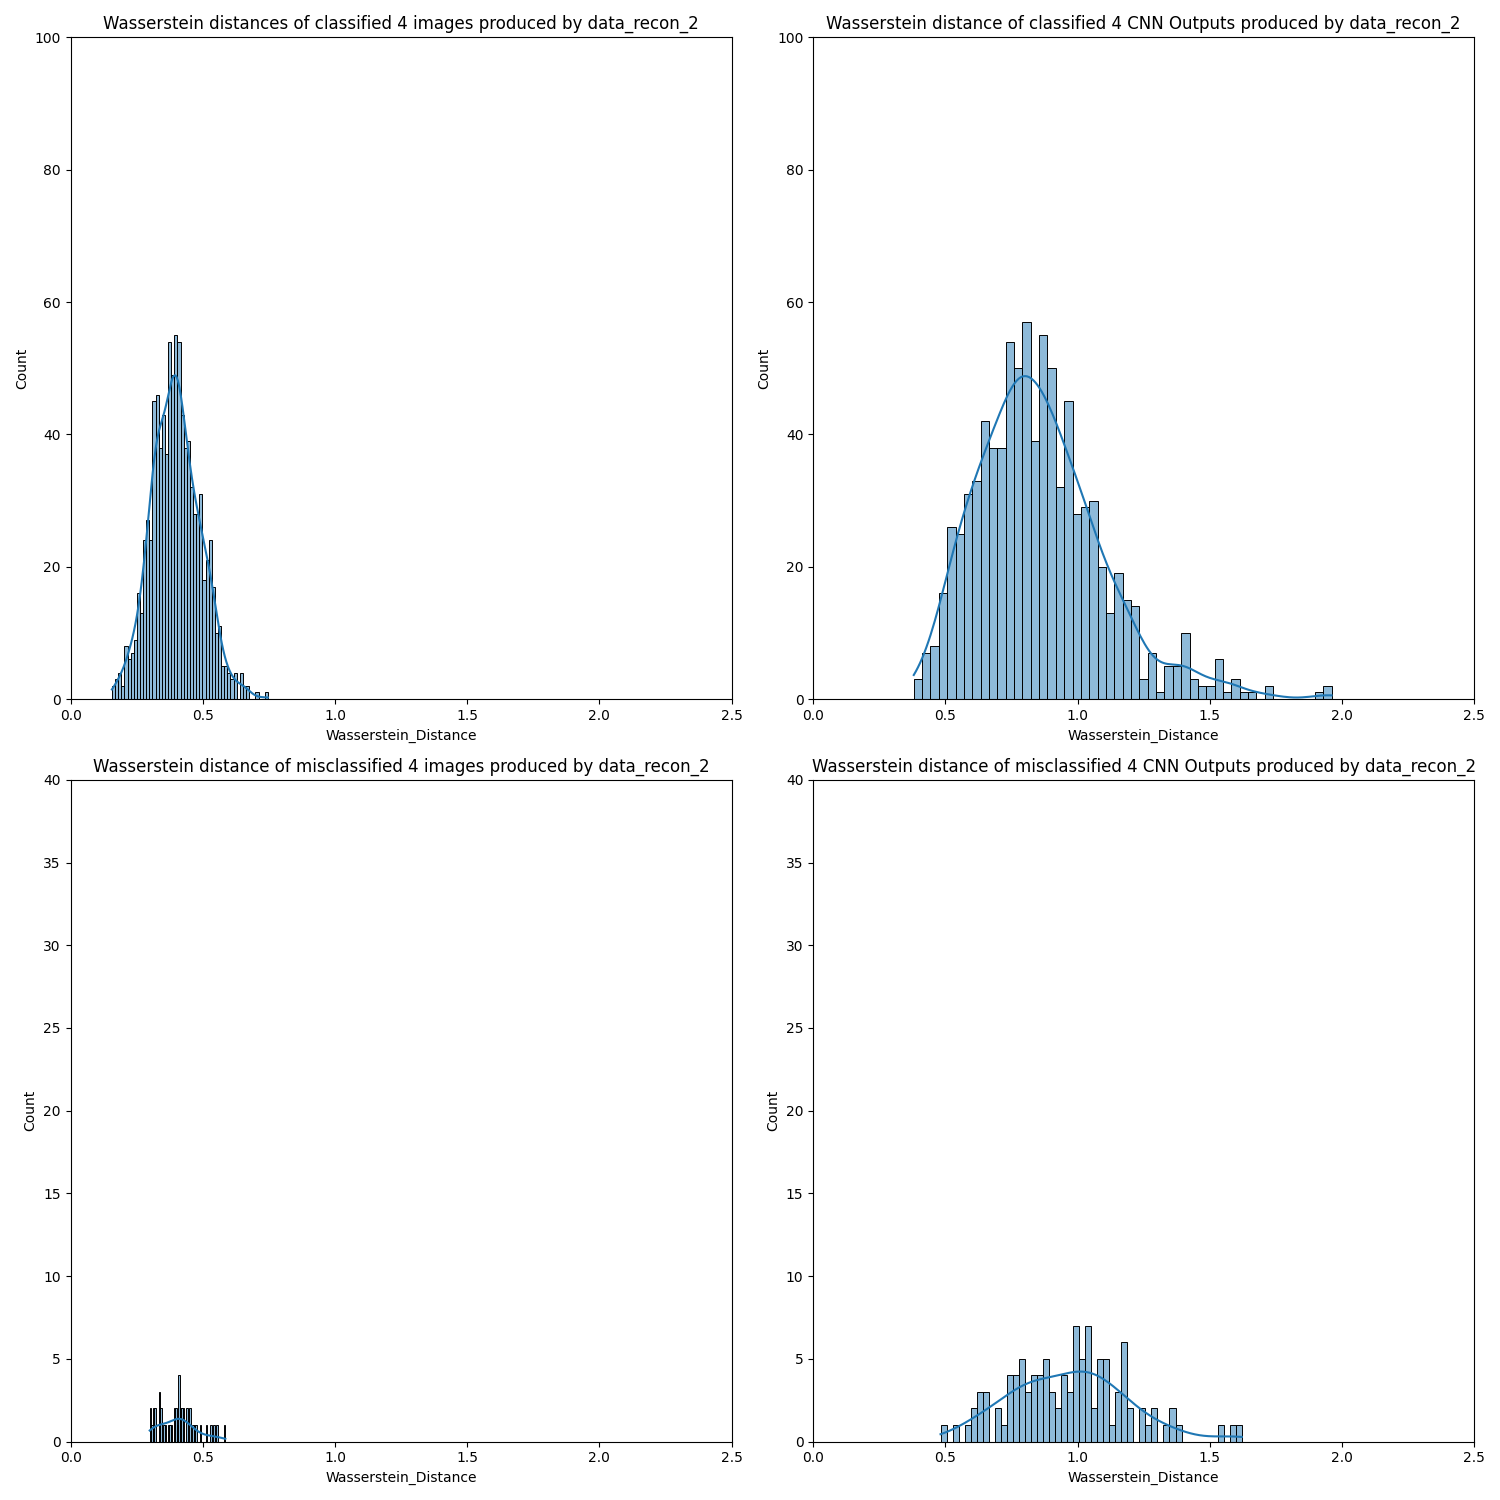 Wasserstein distances of classified 4 images produced by data_recon_2
100
80
60
40
20
0
Count
0.0 0.5 1.0 1.5 2.0 2.5
Wasserstein_Distance
Wasserstein distance of classified 4 CNN Outputs produced by data_recon_2
100
80
60
40
20
0
Count
0.0 0.5 1.0 1.5 2.0 2.5
Wasserstein_Distance
Wasserstein distance of misclassified 4 images produced by data_recon_2
40
35
30
25
20
15
10
5
0
Count
0.0 0.5 1.0 1.5 2.0 2.5
Wasserstein_Distance
Wasserstein distance of misclassified 4 CNN Outputs produced by data_recon_2
40
35
30
25
20
15
10
5
0
Count
0.0 0.5 1.0 1.5 2.0 2.5
Wasserstein_Distance